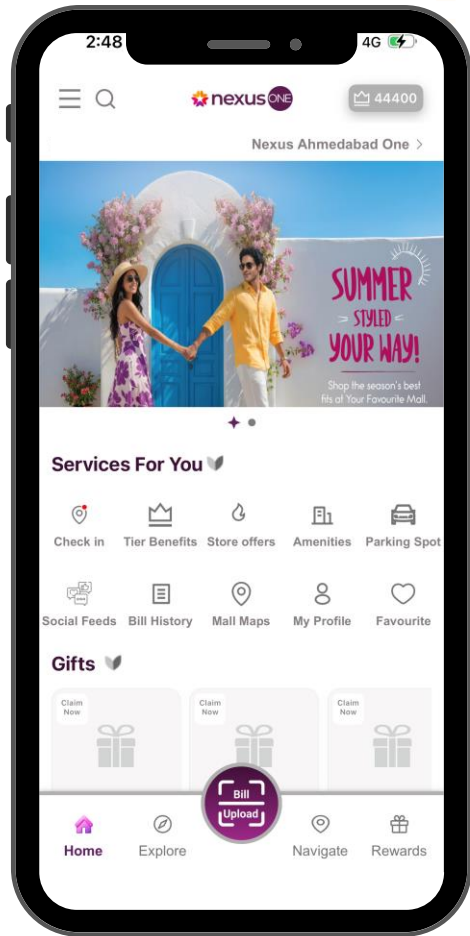 2:48
4G
nexus ONE
44400
Nexus Ahmedabad One >
SUMMER
STYLED
YOUR WAY!
Shop the season's best
fits at Your Favourite Mall.
Services For You
Check in
Tier Benefits
Store offers
Amenities
Parking Spot
Social Feeds
Bill History
Mall Maps
My Profile
Favourite
Gifts
Claim
Now
Claim
Now
Claim
Now
Bill
Upload
Home
Explore
Navigate
Rewards